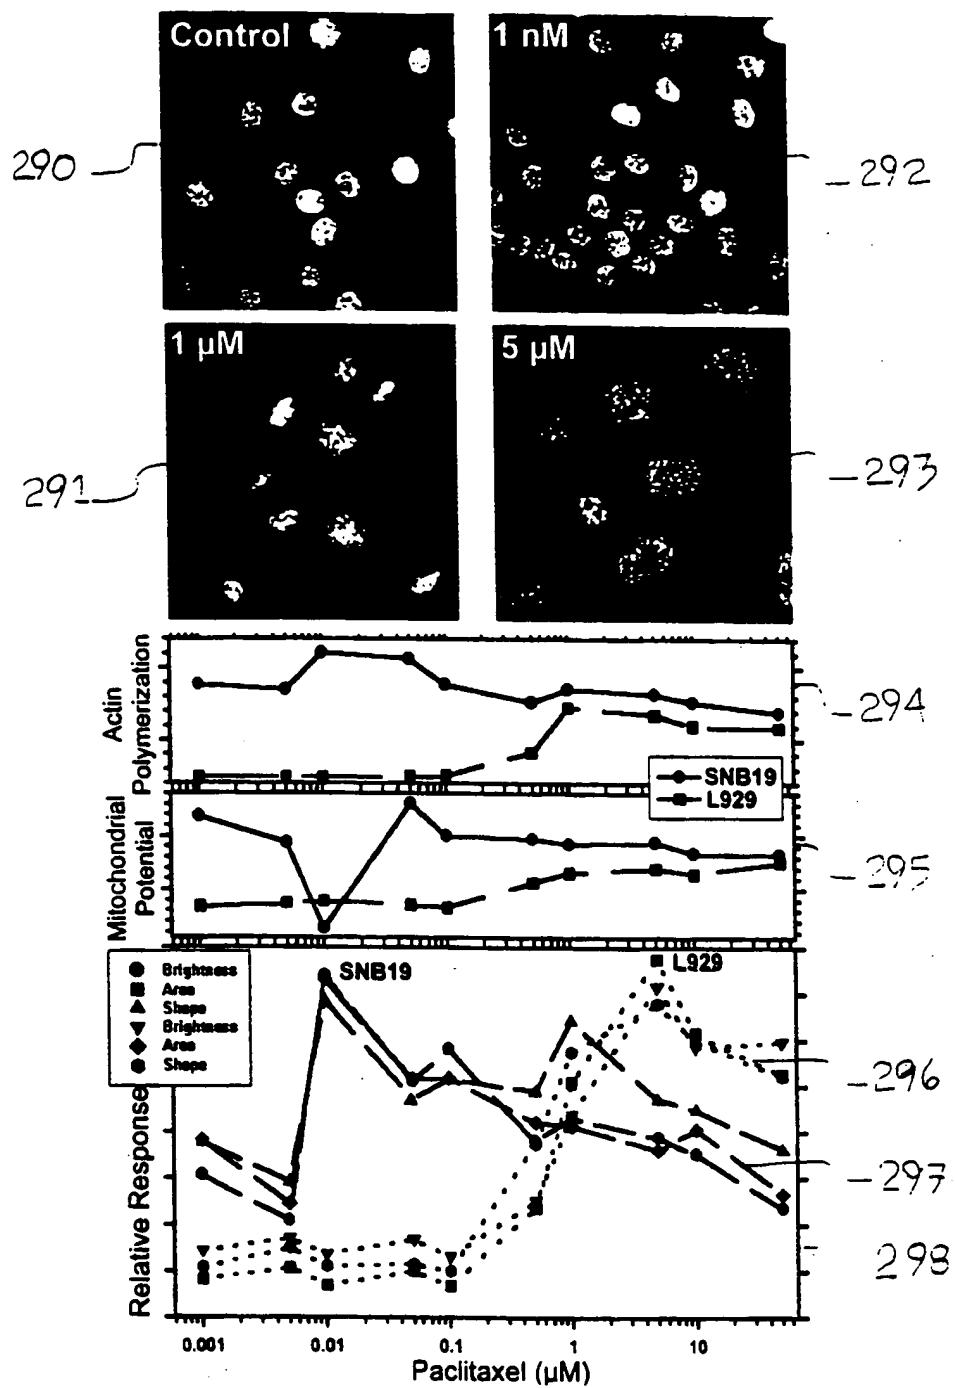 Control
1 nM
290
292
1 µM
5 µM
291
293
Actin
Polymerization
294
SNB19
L929
Mitochondrial
Potential
295
SNB19
L929
Brightness
Area
Shape
Brightness
Area
Shape
Relative Response
296
297
298
0.001 0.01 0.1 1 10
Paclitaxel (µM)